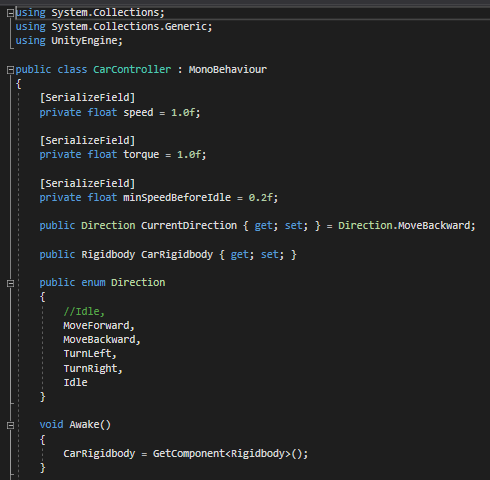 using System.Collections;
using System.Collections.Generic;
using UnityEngine;

public class CarController : MonoBehaviour
{
    [SerializeField]
    private float speed = 1.0f;

    [SerializeField]
    private float torque = 1.0f;

    [SerializeField]
    private float minSpeedBeforeIdle = 0.2f;

    public Direction CurrentDirection { get; set; } = Direction.MoveBackward;

    public Rigidbody CarRigidbody { get; set; }

    public enum Direction
    {
        //Idle,
        MoveForward,
        MoveBackward,
        TurnLeft,
        TurnRight,
        Idle
    }

    void Awake()
    {
        CarRigidbody = GetComponent<Rigidbody>();
    }